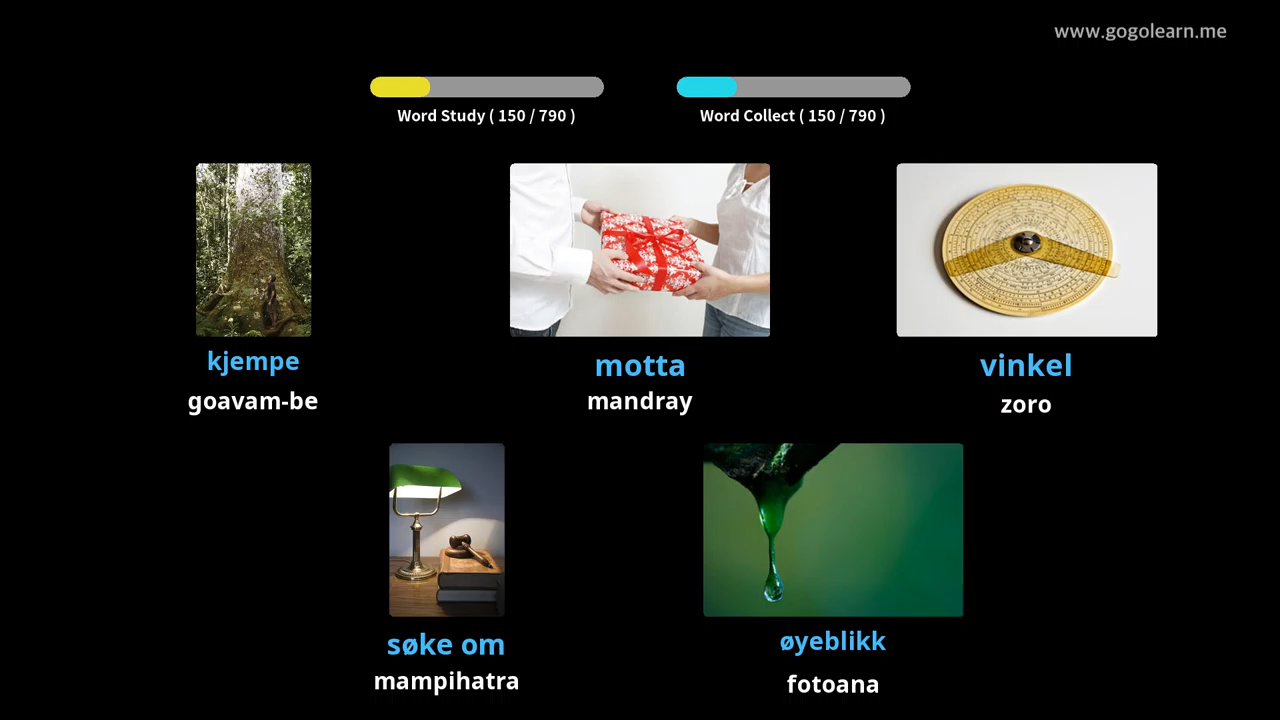 www.gogolearn.me
Word Study ( 150 / 790 )
Word Collect ( 150 / 790 )
kjempe
goavam-be
motta
mandray
vinkel
zoro
søke om
mampihatra
øyeblikk
fotoana